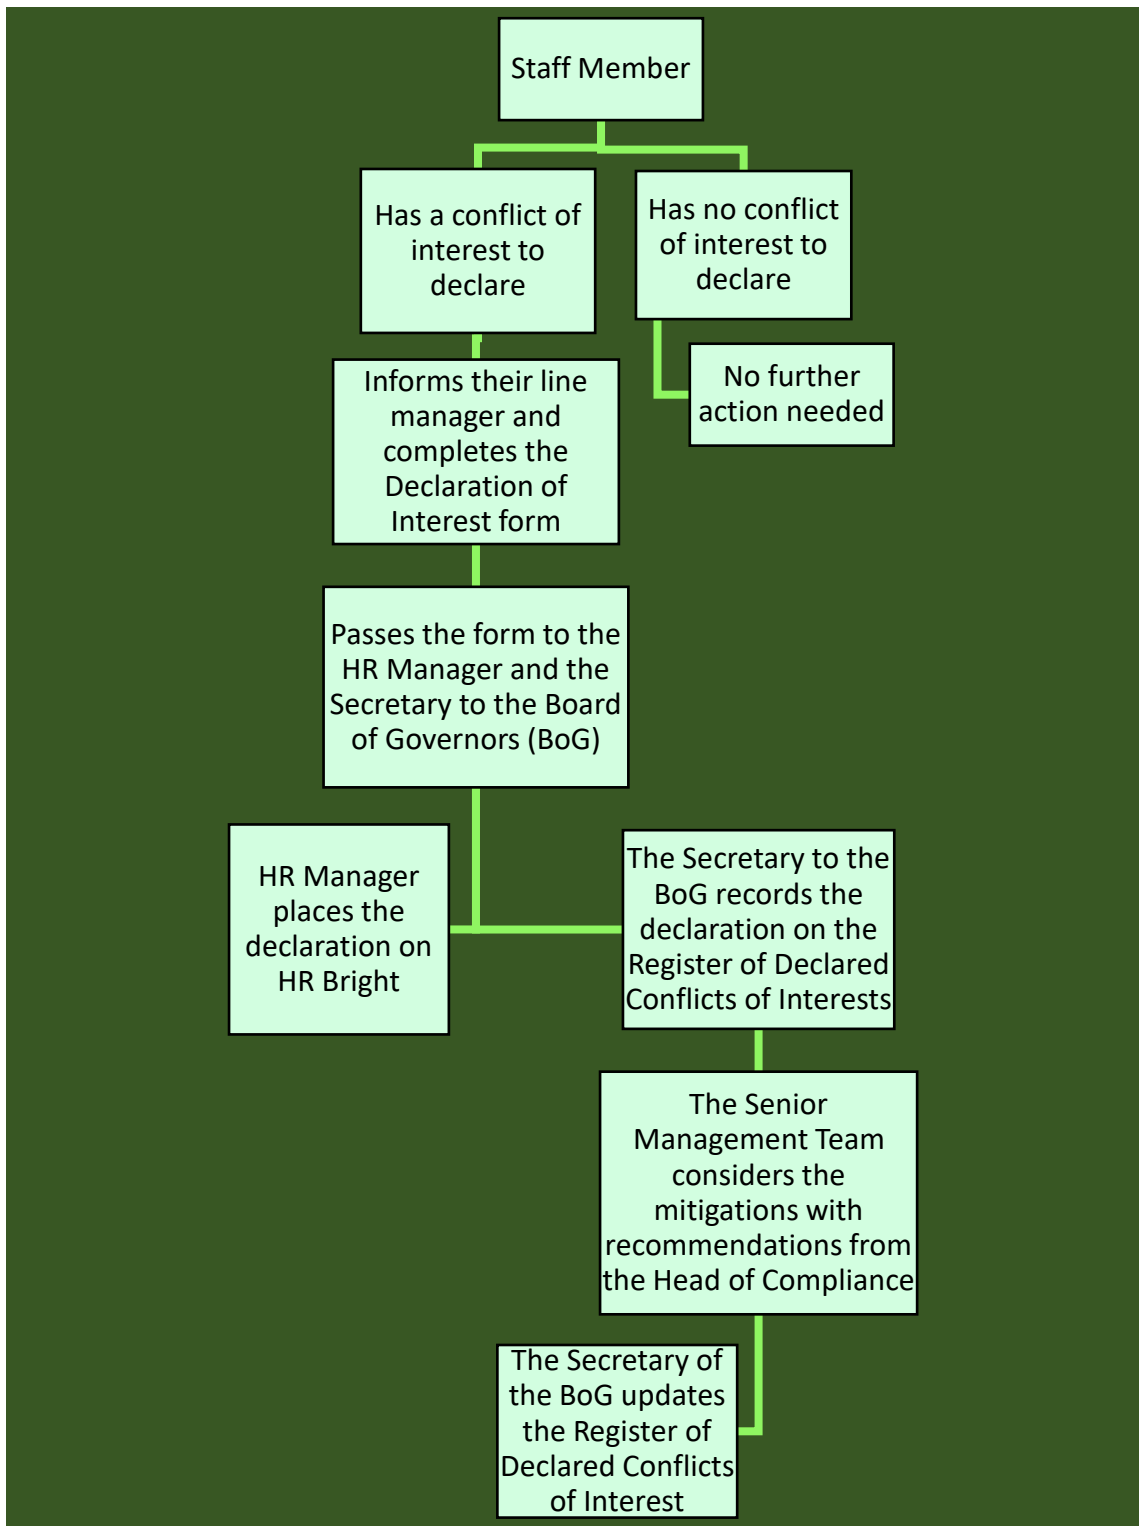 Staff Member
Has a conflict of
interest to
declare
Has no conflict
of interest to
declare
No further
action needed
Informs their line
manager and
completes the
Declaration of
Interest form
Passes the form to the
HR Manager and the
Secretary to the Board
of Governors (BoG)
HR Manager
places the
declaration on
HR Bright
The Secretary to the
BoG records the
declaration on the
Register of Declared
Conflicts of Interests
The Senior
Management Team
considers the
mitigations with
recommendations from
the Head of Compliance
The Secretary of
the BoG updates
the Register of
Declared Conflicts
of Interest